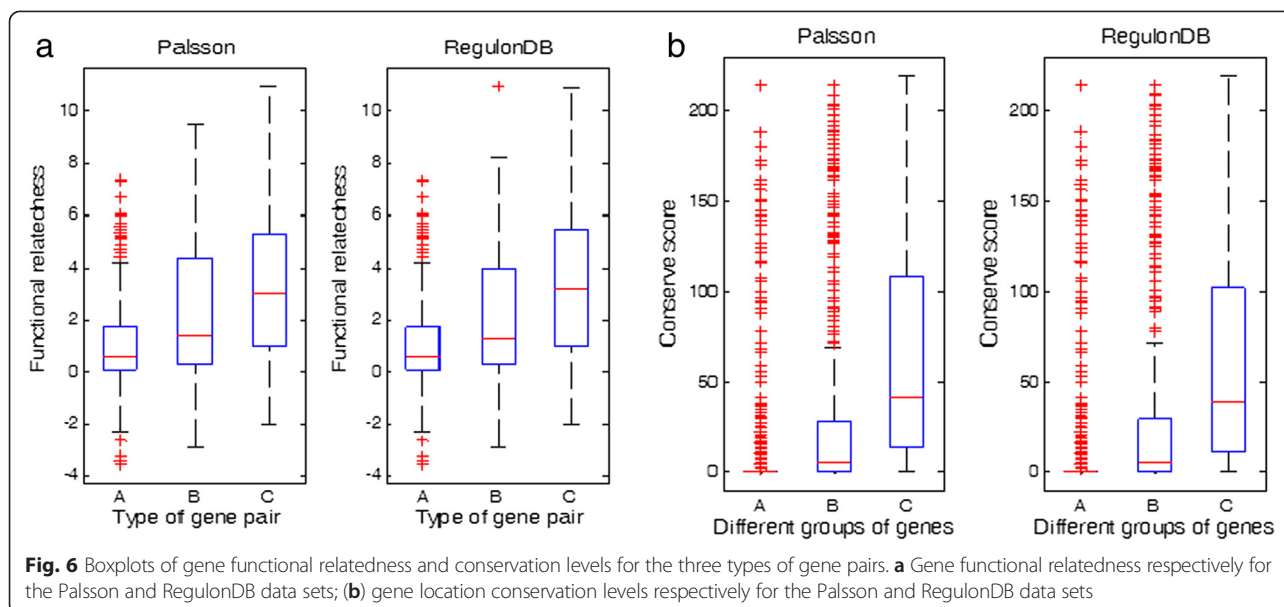 a
Palsson
RegulonDB
Functional relatedness
10
8
6
4
2
0
-2
-4
A
B
C
Type of gene pair
Functional relatedness
10
8
6
4
2
0
-2
-4
A
B
C
Type of gene pair
b
Palsson
RegulonDB
Conserve score
200
150
100
50
0
A
B
C
Different groups of genes
Conserve score
200
150
100
50
0
A
B
C
Different groups of genes
Fig. 6 Boxplots of gene functional relatedness and conservation levels for the three types of gene pairs. a Gene functional relatedness respectively for
the Palsson and RegulonDB data sets; (b) gene location conservation levels respectively for the Palsson and RegulonDB data sets